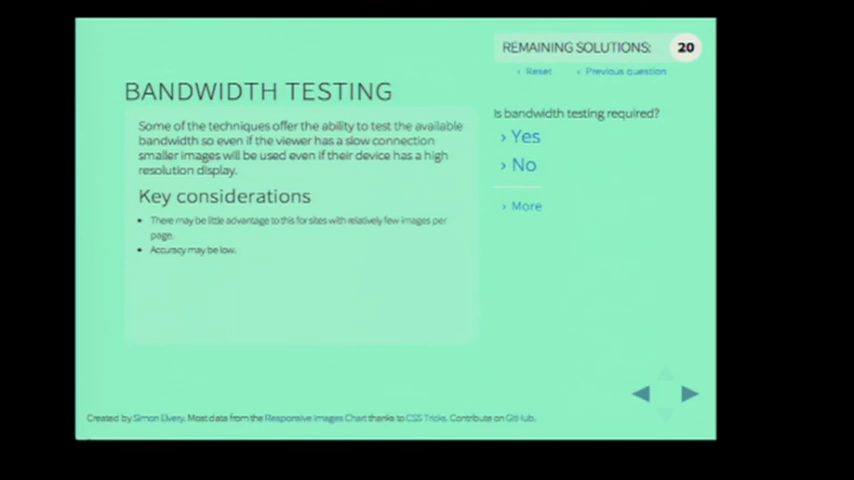 REMAINING SOLUTIONS: 20
‹ Reset ‹ Previous question
BANDWIDTH TESTING
Some of the techniques offer the ability to test the available
bandwidth so even if the viewer has a slow connection
smaller images will be used even if their device has a high
resolution display.
Key considerations
• There may be little advantage to this for sites with relatively few images per
page.
• Accuracy may be low.
Is bandwidth testing required?
› Yes
› No
› More
Created by Simon Elvery. Most data from the Responsive Images Chart thanks to CSS Tricks. Contribute on GitHub.